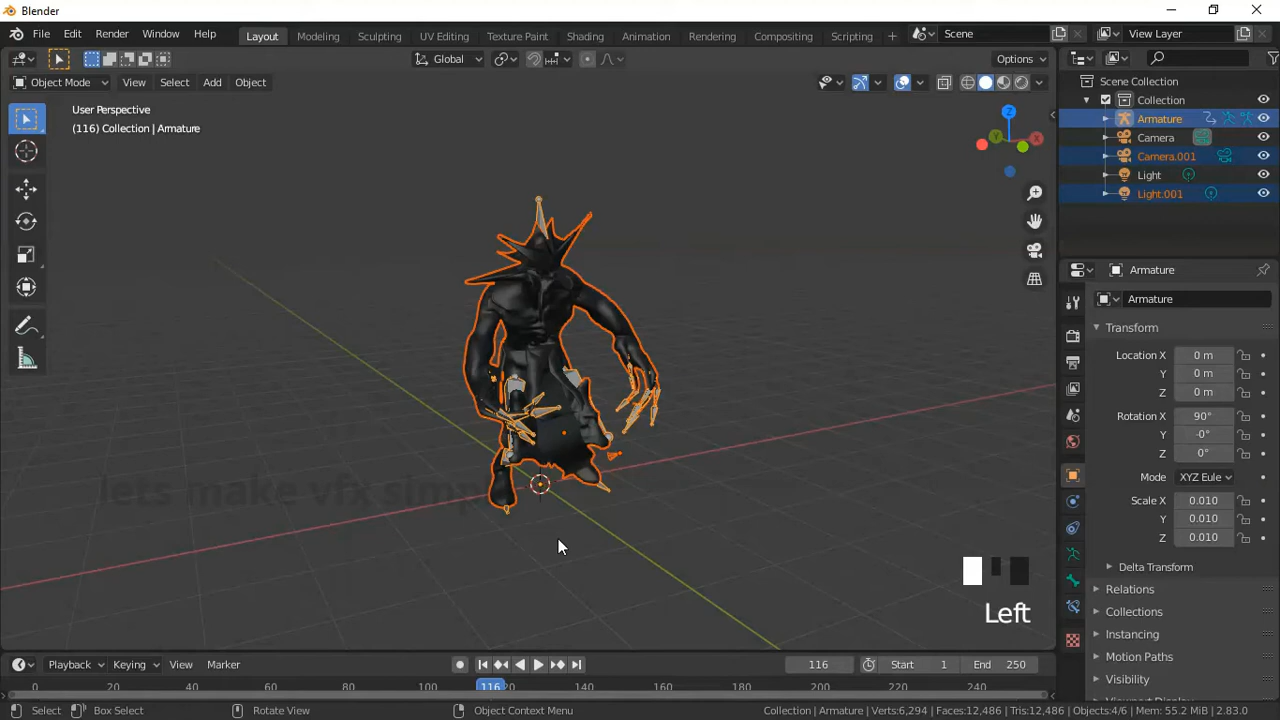 Blender
File Edit Render Window Help Layout Modeling Sculpting UV Editing Texture Paint Shading Animation Rendering Compositing Scripting + Scene View Layer
Global Options
Object Mode View Select Add Object
User Perspective
(116) Collection | Armature
Z
Y
X
Scene Collection
Collection
Armature
Camera
Camera.001
Light
Light.001
Armature
Armature
Transform
Location X 0 m
Y 0 m
Z 0 m
Rotation X 90°
Y -0°
Z 0°
Mode XYZ Eule
Scale X 0.010
Y 0.010
Z 0.010
Delta Transform
Relations
Collections
Instancing
Motion Paths
Visibility
lets make vfx simp
Left
Playback Keying View Marker 116 Start 1 End 250
0 20 40 60 80 100 116 120 140 160 180 200 220 240
Select Box Select Rotate View Object Context Menu Collection | Armature | Verts:6,294 | Faces:12,486 | Tris:12,486 | Objects:4/6 | Mem: 55.2 MiB | 2.83.0